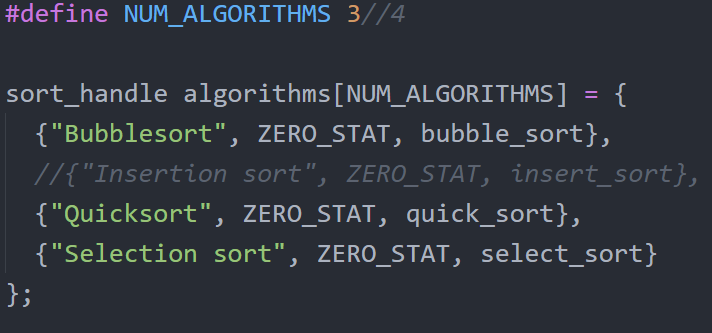 #define NUM_ALGORITHMS 3//4
sort_handle algorithms[NUM_ALGORITHMS] = {
{"Bubblesort", ZERO_STAT, bubble_sort},
//{"Insertion sort", ZERO_STAT, insert_sort},
{"Quicksort", ZERO_STAT, quick_sort},
{"Selection sort", ZERO_STAT, select_sort}
};